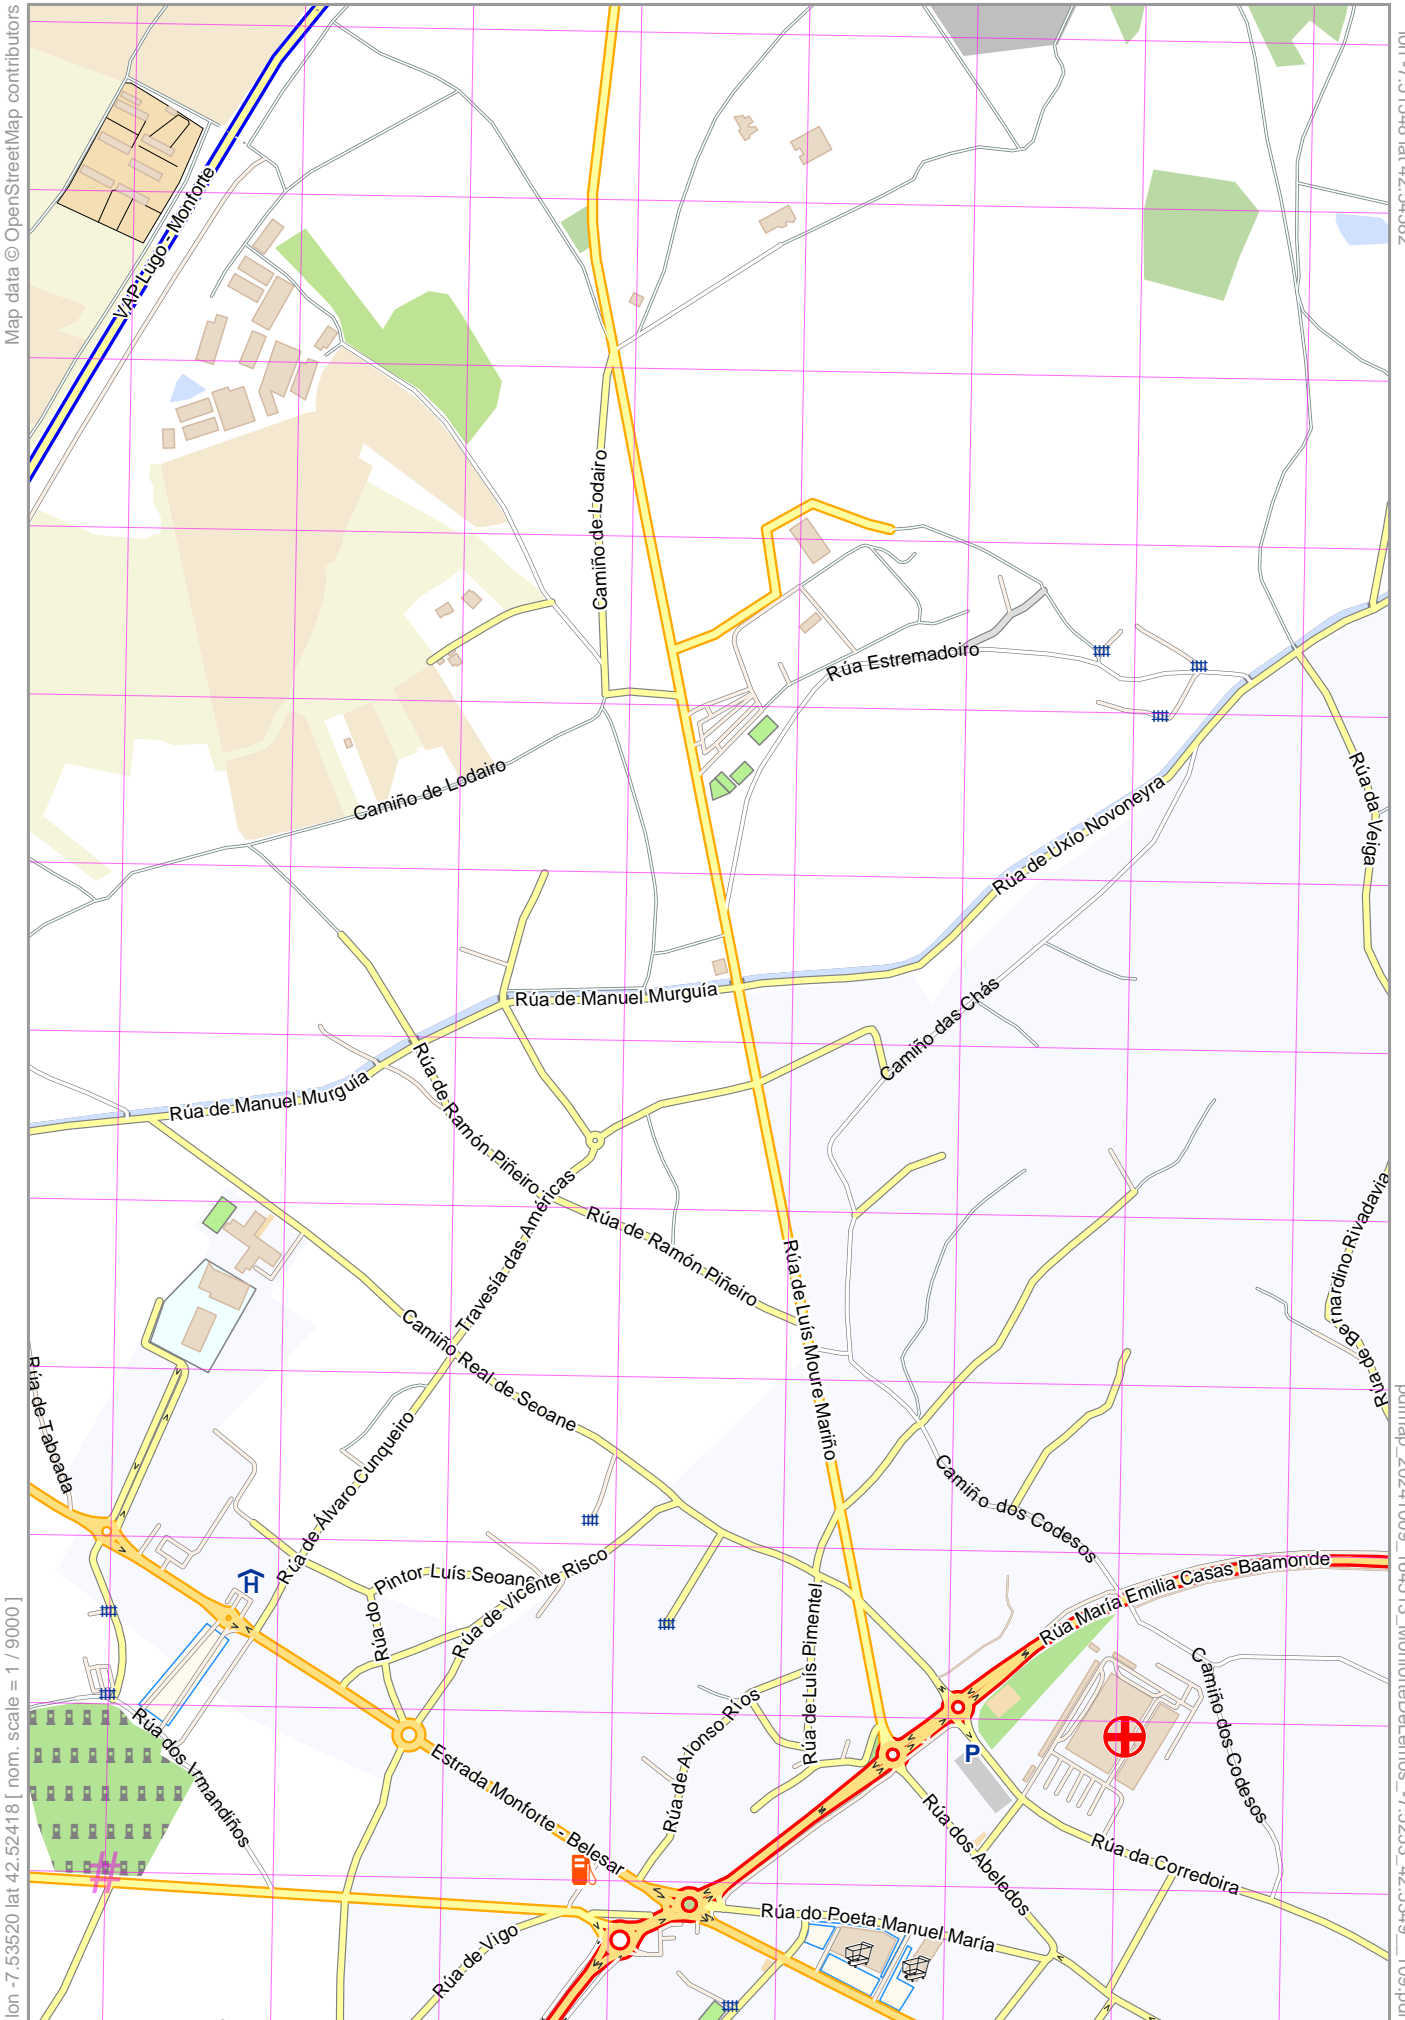 Map data © OpenStreetMap contributors
VAP Lugo - Monforte
Camiño de Lodairo
Rúa Estremadoiro
Camiño de Lodairo
Rúa da Veiga
Rúa de Uxío Novoneyra
Rúa de Manuel Murguía
Camiño das Chás
Rúa de Manuel Murguía
Rúa de Ramón Piñeiro
Rúa de Ramón Piñeiro
Travesía das Américas
Rúa de Luís Moure Mariño
Rúa de Bernardino Rivadavia
Camiño Real de Seoane
Rúa de Taboada
Rúa de Álvaro Cunqueiro
Camiño dos Codesos
Pintor Luís Seoane
Rúa do
Rúa de Vicente Risco
Rúa María Emilia Casas Baamonde
H
Rúa de Luís Pimentel
Camiño dos Codesos
Rúa de Alonso Ríos
Rúa dos Irmandiños
P
Estrada Monforte - Belesar
Rúa dos Abeledos
Rúa da Corredoira
Rúa do Poeta Manuel María
Rúa de Vigo
lon -7.53520 lat 42.52418 [ nom. scale = 1 / 9000 ]